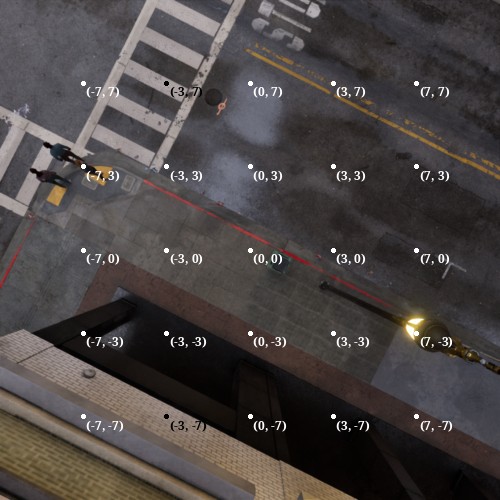 (-7, 7) (-3, 7) (0, 7) (3, 7) (7, 7)
(-7, 3) (-3, 3) (0, 3) (3, 3) (7, 3)
(-7, 0) (-3, 0) (0, 0) (3, 0) (7, 0)
(-7, -3) (-3, -3) (0, -3) (3, -3) (7, -3)
(-7, -7) (-3, -7) (0, -7) (3, -7) (7, -7)